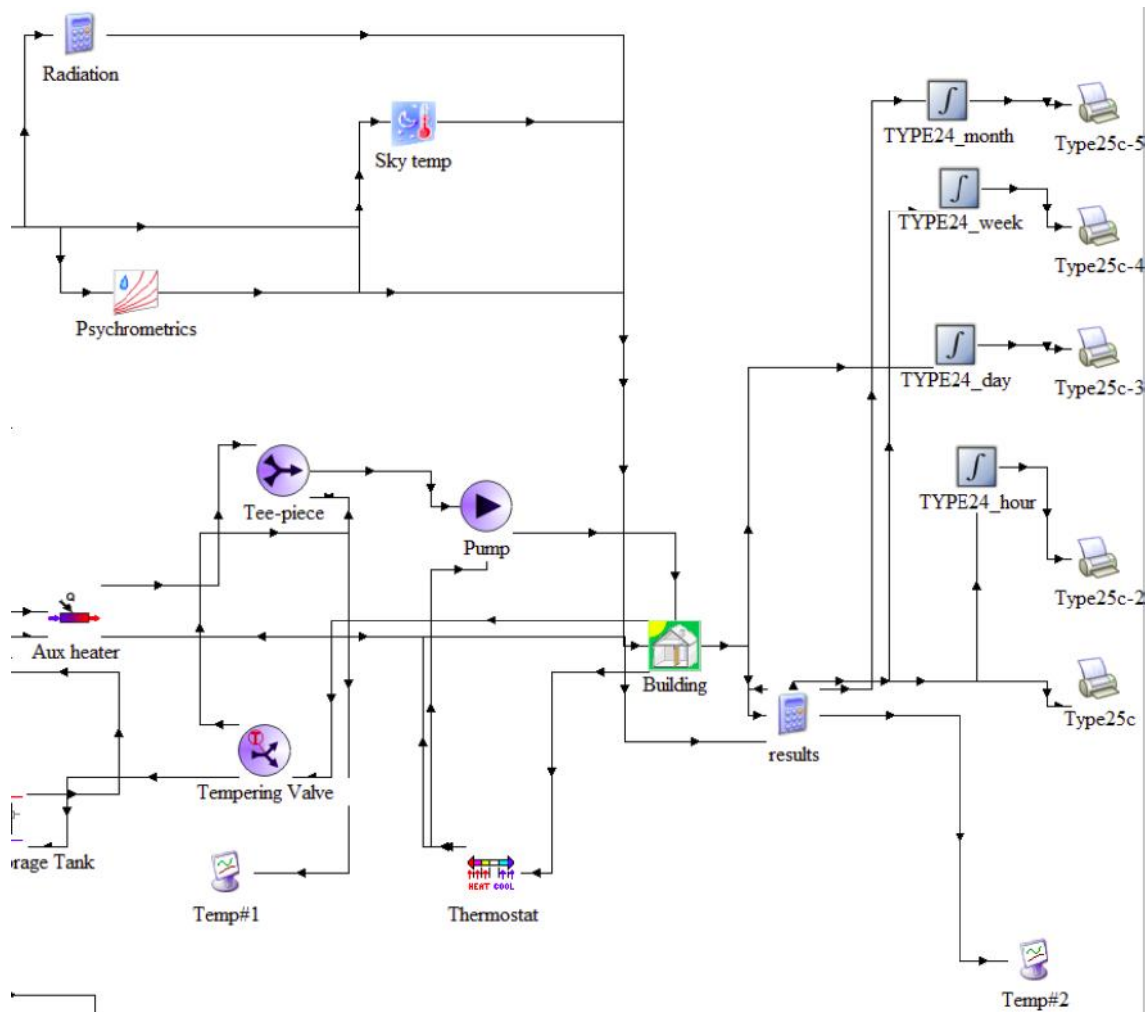 Radiation
Sky temp
Psychrometrics
TYPE24_month
Type25c-5
TYPE24_week
Type25c-4
TYPE24_day
Type25c-3
Tee-piece
TYPE24_hour
Pump
Type25c-2
Aux heater
Building
Type25c
results
Tempering Valve
orage Tank
HEAT COOL
Temp#1
Thermostat
Temp#2